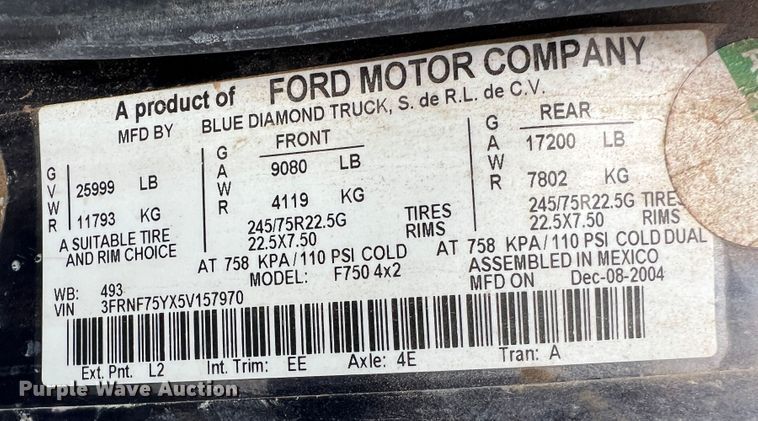 A product of FORD MOTOR COMPANY
MFD BY BLUE DIAMOND TRUCK, S. de R.L. de C.V.
GVWR
25999 LB
11793 KG
A SUITABLE TIRE
AND RIM CHOICE
FRONT
GAWR
9080 LB
4119 KG
245/75R22.5G TIRES
22.5X7.50 RIMS
AT 758 KPA/110 PSI COLD
REAR
GAWR
17200 LB
7802 KG
245/75R22.5G TIRES
22.5X7.50 RIMS
AT 758 KPA/110 PSI COLD DUAL
MODEL: F750 4x2
ASSEMBLED IN MEXICO
MFD ON Dec-08-2004
WB: 493
VIN 3FRNF75YX5V157970
Ext. Pnt. L2 Int. Trim: EE Axle: 4E Tran: A
Purple Wave Auction